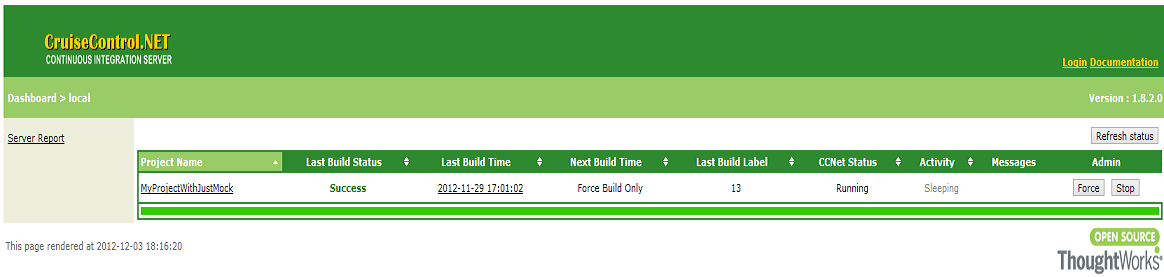 CruiseControl.NET
CONTINUOUS INTEGRATION SERVER
Login Documentation
Dashboard > local Version : 1.8.2.0
Server Report
Refresh status
Project Name Last Build Status Last Build Time Next Build Time Last Build Label CCNet Status Activity Messages Admin
MyProjectWithJustMock Success 2012-11-29 17:01:02 Force Build Only 13 Running Sleeping Force Stop
This page rendered at 2012-12-03 18:16:20
OPEN SOURCE
ThoughtWorks®